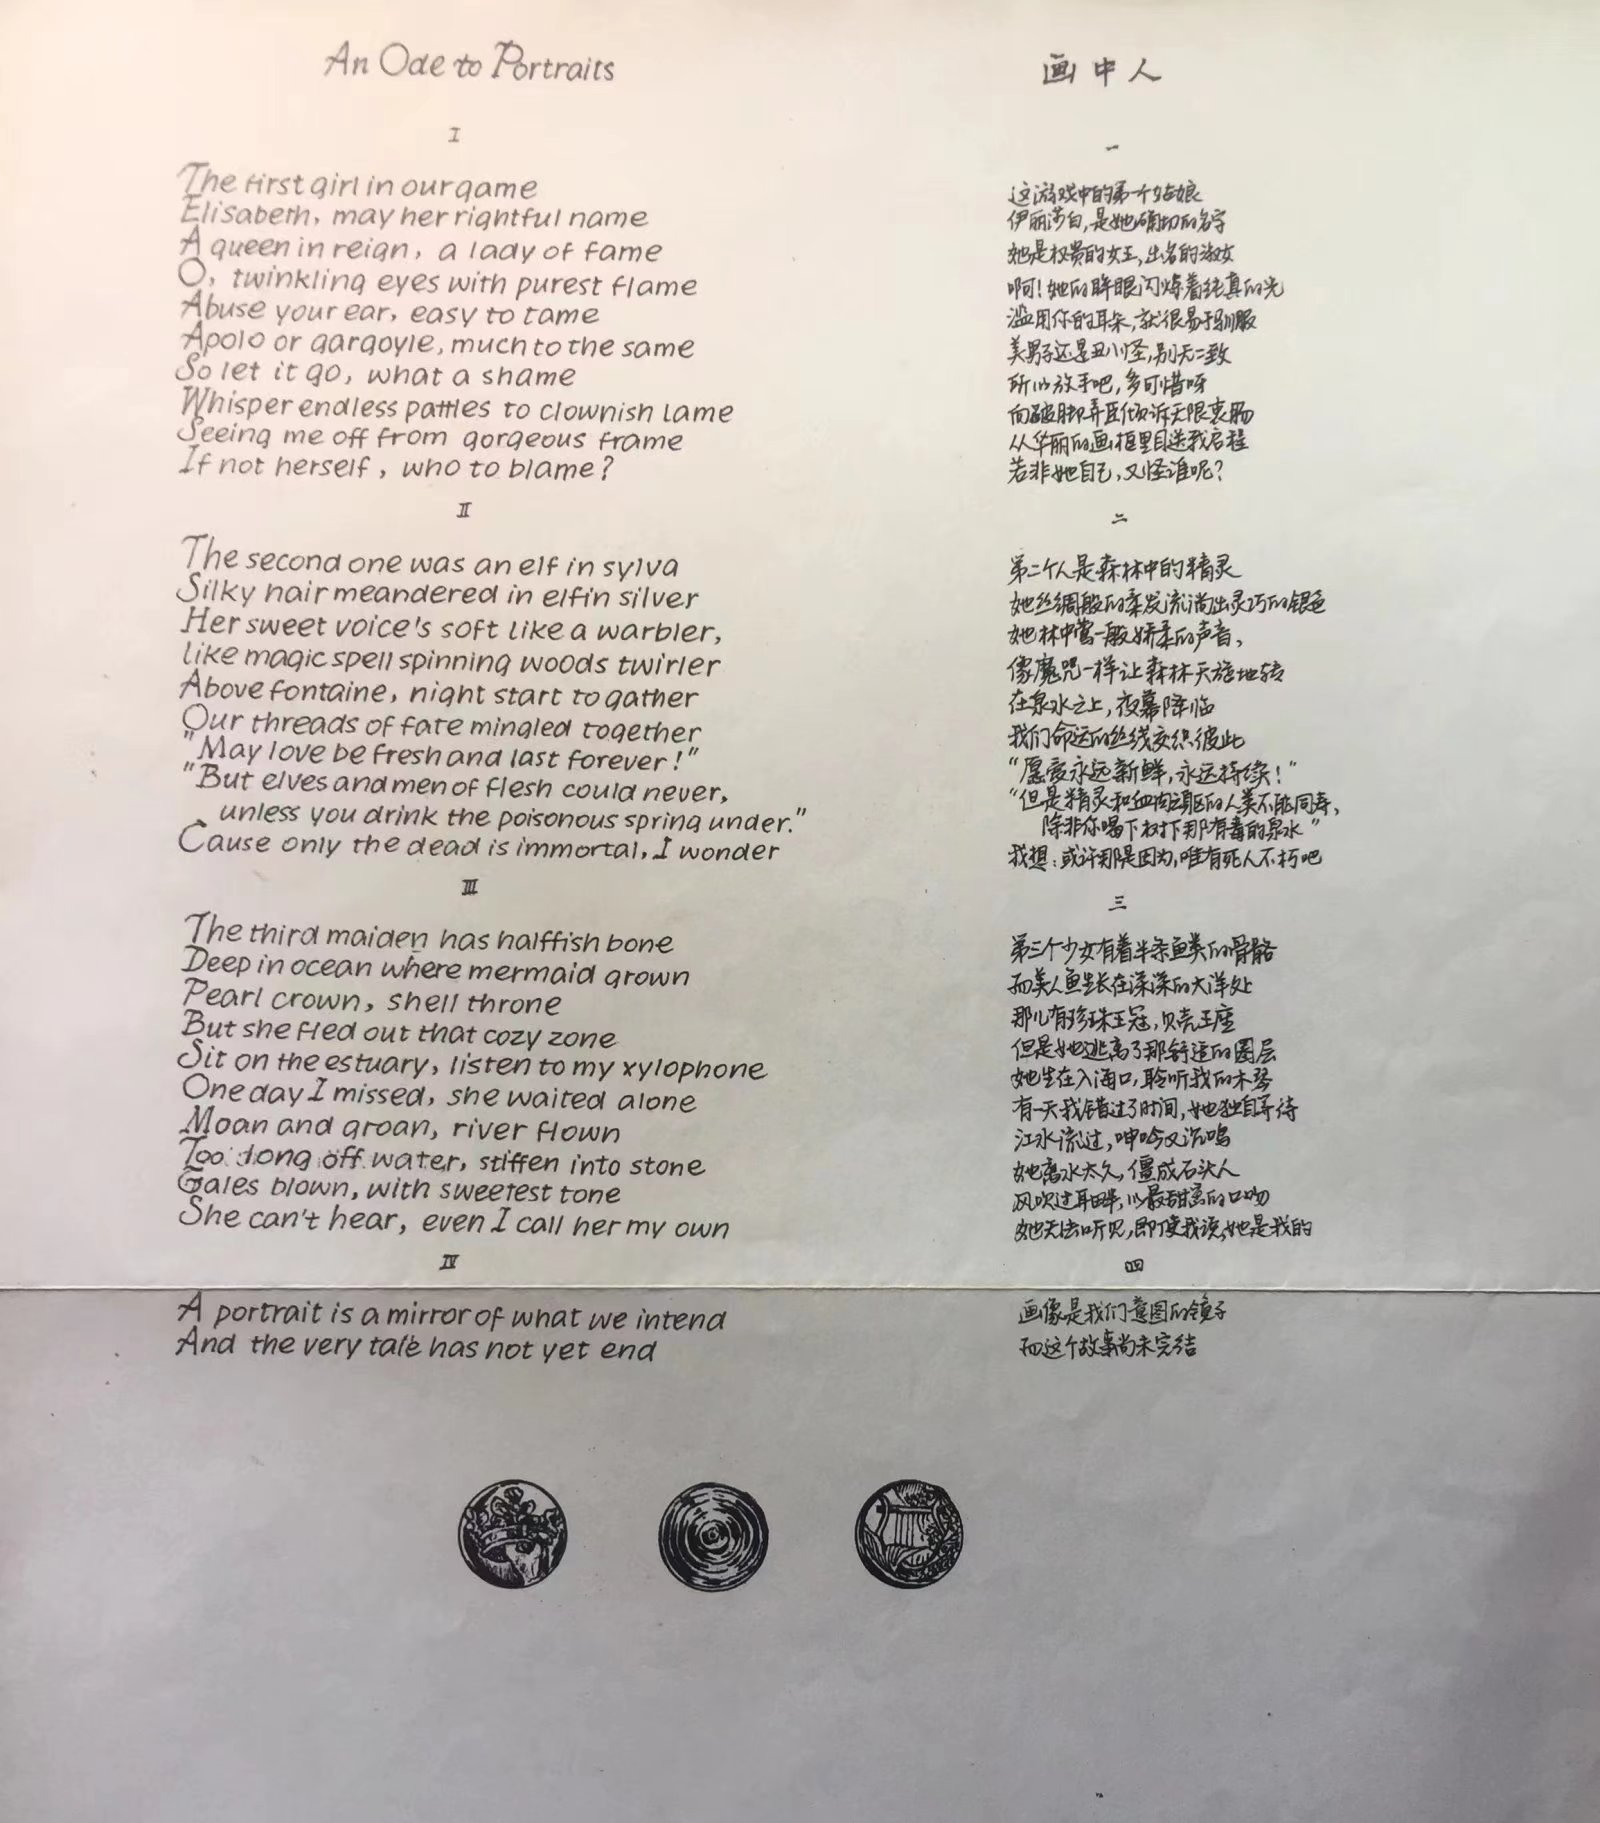 An Ode to Portraits
I
The first girl in our game
Elisabeth, may her rightful name
A queen in reign, a lady of fame
O, twinkling eyes with purest flame
Abuse your ear, easy to tame
Apolo or gargoyle, much to the same
So let it go, what a shame
Whisper endless pattles to clownish lame
Seeing me off from gorgeous frame
If not herself, who to blame?
II
The second one was an elf in sylva
Silky hair meandered in elfin silver
Her sweet voice's soft like a warbler,
like magic spell spinning woods twirler
Above fontaine, night start to gather
Our threads of fate mingled together
"May love be fresh and last forever!"
"But elves and men of flesh could never,
unless you drink the poisonous spring under."
Cause only the dead is immortal, I wonder
III
The third maiden has halffish bone
Deep in ocean where mermaid grown
Pearl crown, shell throne
But she fled out that cozy zone
Sit on the estuary, listen to my xylophone
One day I missed, she waited alone
Moan and groan, river flown
Too long off water, stiffen into stone
Gales blown, with sweetest tone
She can't hear, even I call her my own
IV
A portrait is a mirror of what we intend
And the very tale has not yet end
画中人
一
这游戏中的第一个姑娘
伊丽莎白,是她确切的名字
她是权贵的女王,出名的淑女
啊!她的眸眼闪烁着纯真的光
滥用你的耳朵,就很易于驯服
美男子还是丑八怪,别无二致
所以放手吧,多可惜呀
向跛脚弄臣倾诉无限衷肠
从华丽的画框里目送我启程
若非她自己,又怪谁呢?
二
第二个人是森林中的精灵
她丝绸般的柔发流淌出灵巧的银色
她林中莺一般娇柔的声音,
像魔咒一样让森林天旋地转
在泉水之上,夜幕降临
我们命运的丝线交织彼此
"愿爱永远新鲜,永远持续!"
"但是精灵和血肉之躯的人类不能同寿,
除非你喝下树下那有毒的泉水"
我想:或许那是因为,唯有死人不朽吧
三
第三个少女有着半条鱼类的骨骼
而美人鱼生长在深深的大洋处
那儿有珍珠王冠,贝壳王座
但是她逃离了那舒适的圈层
她坐在入海口,聆听我的木琴
有一天我错过了时间,她独自等待
江水流过,呻吟又沉鸣
她离水太久,僵成石头人
风吹过耳畔,以最甜蜜的口吻
她无法听见,即使我说,她是我的
四
画像是我们意图的镜子
而这个故事尚未完结